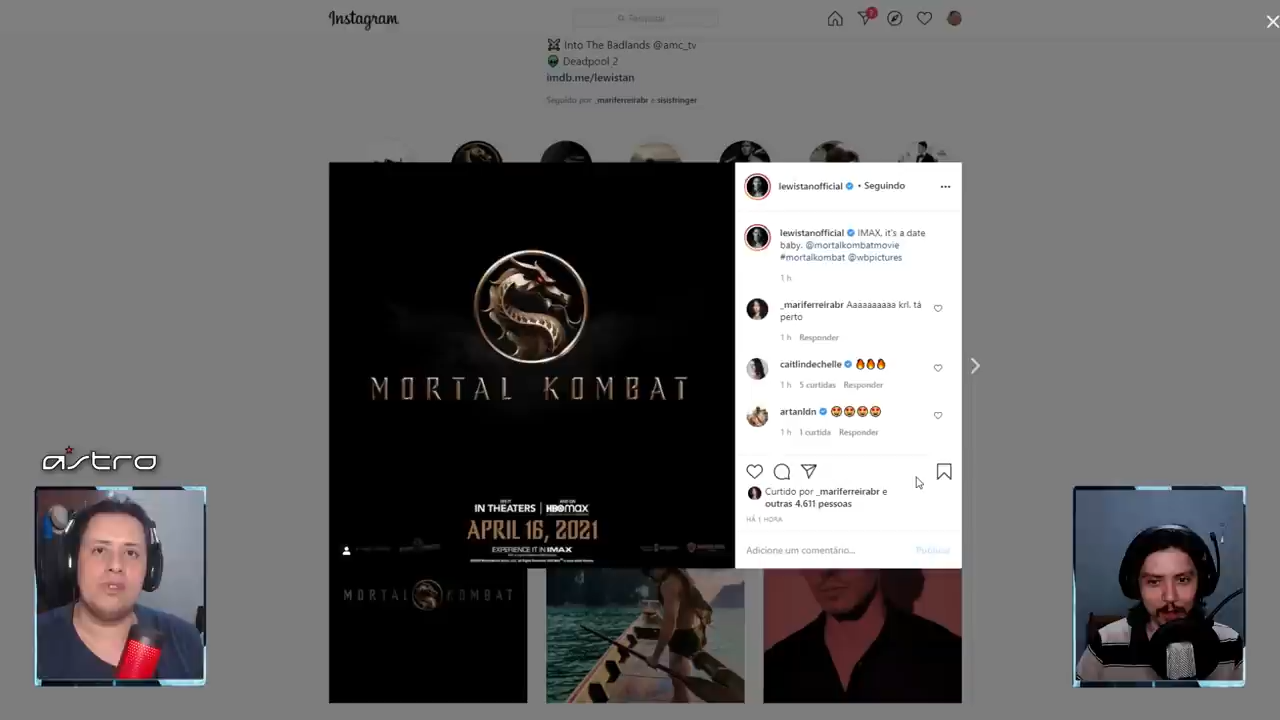 Instagram
Pesquisar
7
Into The Badlands @amc_tv
Deadpool 2
imdb.me/lewistan
Seguido por _mariferreirabr e sisistringer
lewistanofficial • Seguindo
lewistanofficial IMAX, it's a date
baby. @mortalkombatmovie
#mortalkombat @wbpictures
1 h
_mariferreirabr Aaaaaaaaaa krl. tá
perto
1 h Responder
caitlindechelle
1 h 5 curtidas Responder
artanldn
1 h 1 curtida Responder
MORTAL KOMBAT
Curtido por _mariferreirabr e
outras 4.611 pessoas
HÁ 1 HORA
Adicione um comentário...
Publicar
IN THEATERS | HBOMAX
APRIL 16, 2021
EXPERIENCE IT IN IMAX
astro
MORTAL KOMBAT